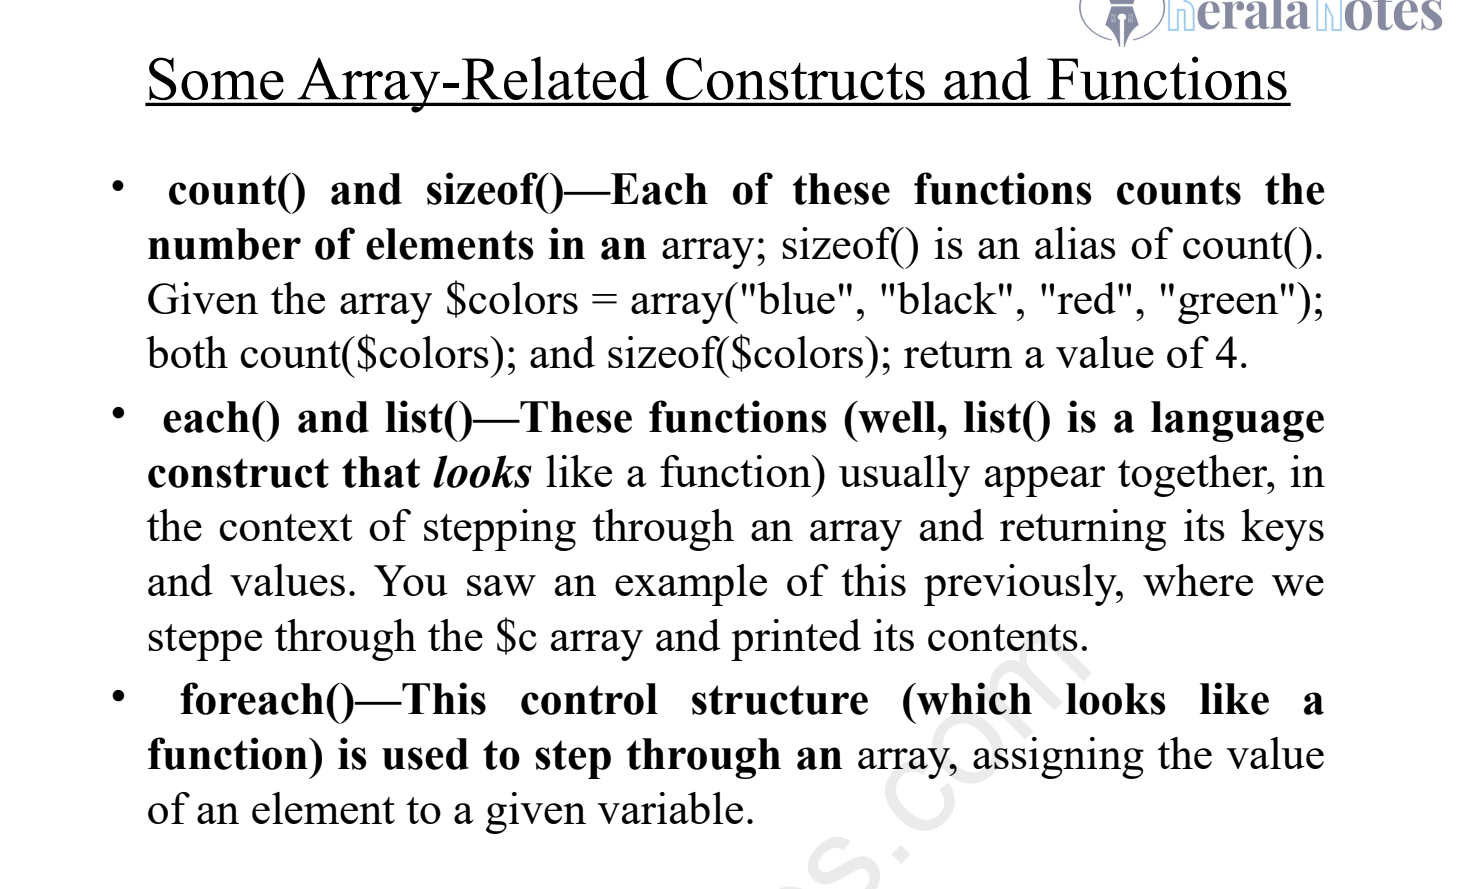 KeralaNotes
Some Array-Related Constructs and Functions
• count() and sizeof()—Each of these functions counts the
number of elements in an array; sizeof() is an alias of count().
Given the array $colors = array("blue", "black", "red", "green");
both count($colors); and sizeof($colors); return a value of 4.
• each() and list()—These functions (well, list() is a language
construct that looks like a function) usually appear together, in
the context of stepping through an array and returning its keys
and values. You saw an example of this previously, where we
steppe through the $c array and printed its contents.
• foreach()—This control structure (which looks like a
function) is used to step through an array, assigning the value
of an element to a given variable.
s.com